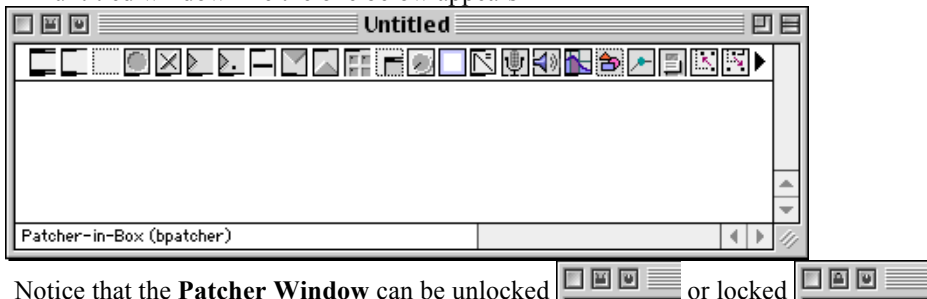 Untitled
Patcher-in-Box (bpatcher)
Notice that the Patcher Window can be unlocked or locked